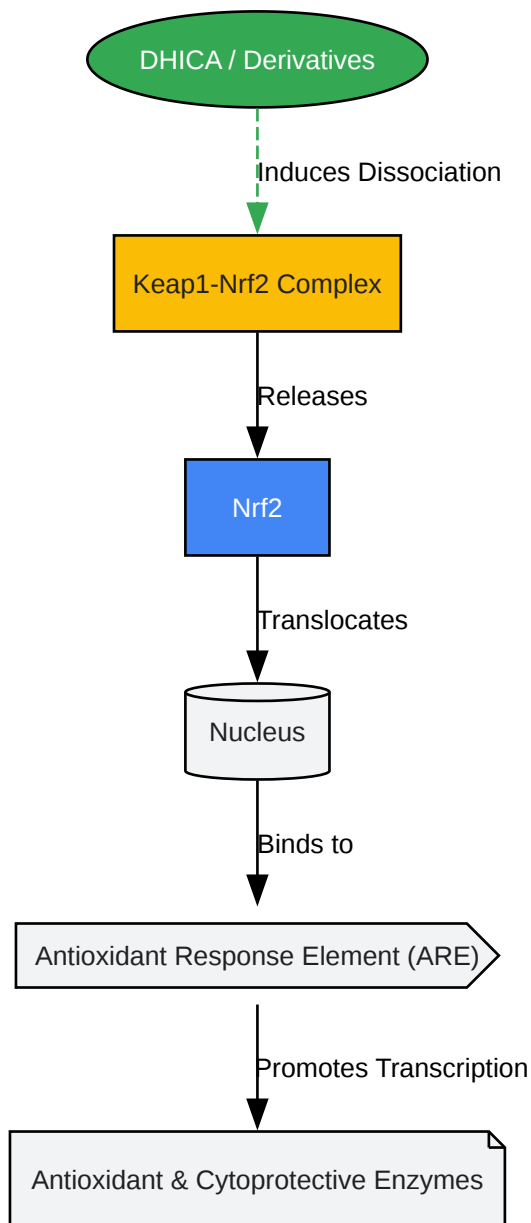 DHICA / Derivatives
Induces Dissociation
Keap1-Nrf2 Complex
Releases
Nrf2
Translocates
Nucleus
Binds to
Antioxidant Response Element (ARE)
Promotes Transcription
Antioxidant & Cytoprotective Enzymes